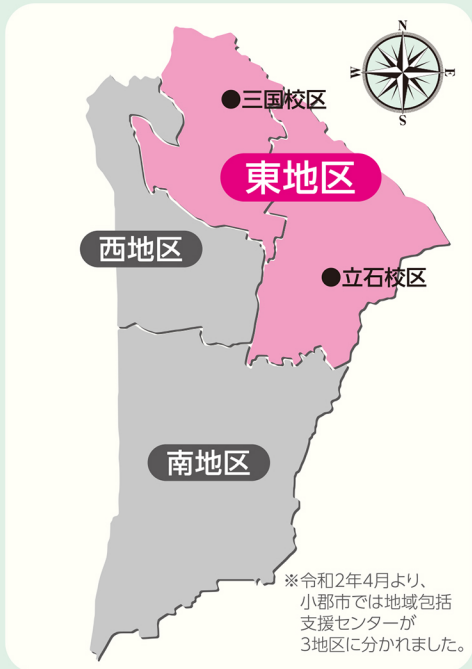 N
W
E
S
●三国校区
東地区
西地区
●立石校区
南地区
※令和2年4月より、
小郡市では地域包括
支援センターが
3地区に分かれました。